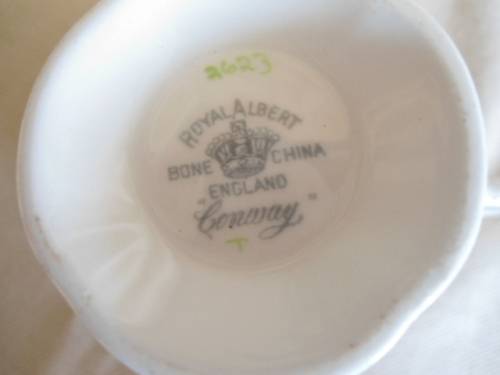 2623
ROYAL ALBERT
BONE CHINA
ENGLAND
"Conway"
T